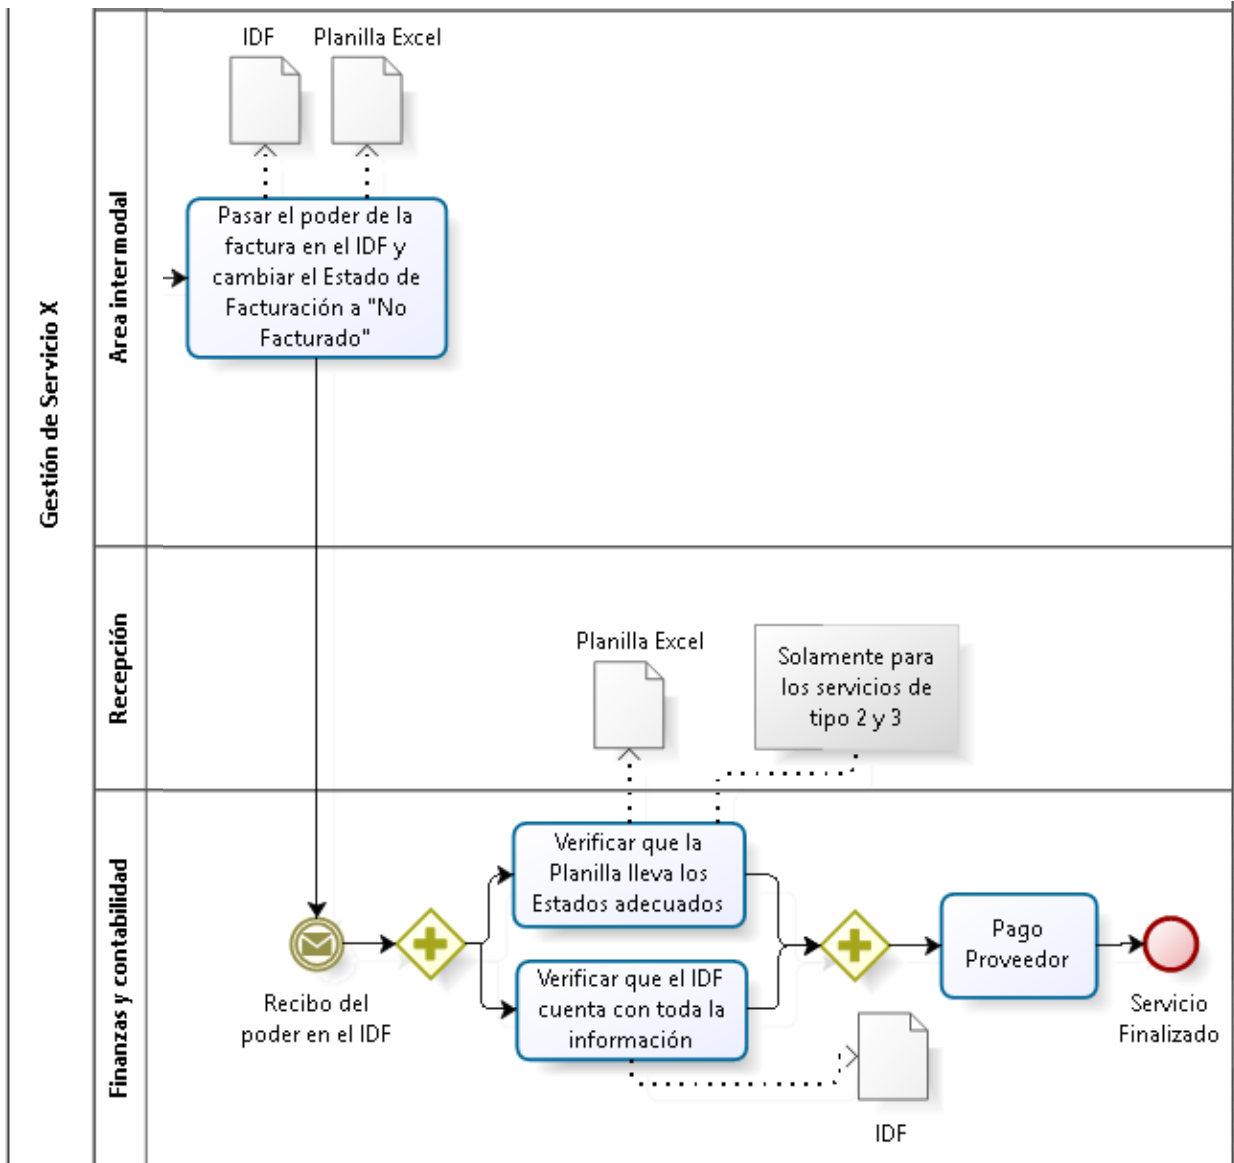 Gestión de Servicio X
Area intermodal
IDF
Planilla Excel
Pasar el poder de la
factura en el IDF y
cambiar el Estado de
Facturación a "No
Facturado"
Recepción
Planilla Excel
Solamente para
los servicios de
tipo 2 y 3
Finanzas y contabilidad
Recibo del
poder en el IDF
Verificar que la
Planilla lleva los
Estados adecuados
Verificar que el IDF
cuenta con toda la
información
IDF
Pago
Proveedor
Servicio
Finalizado